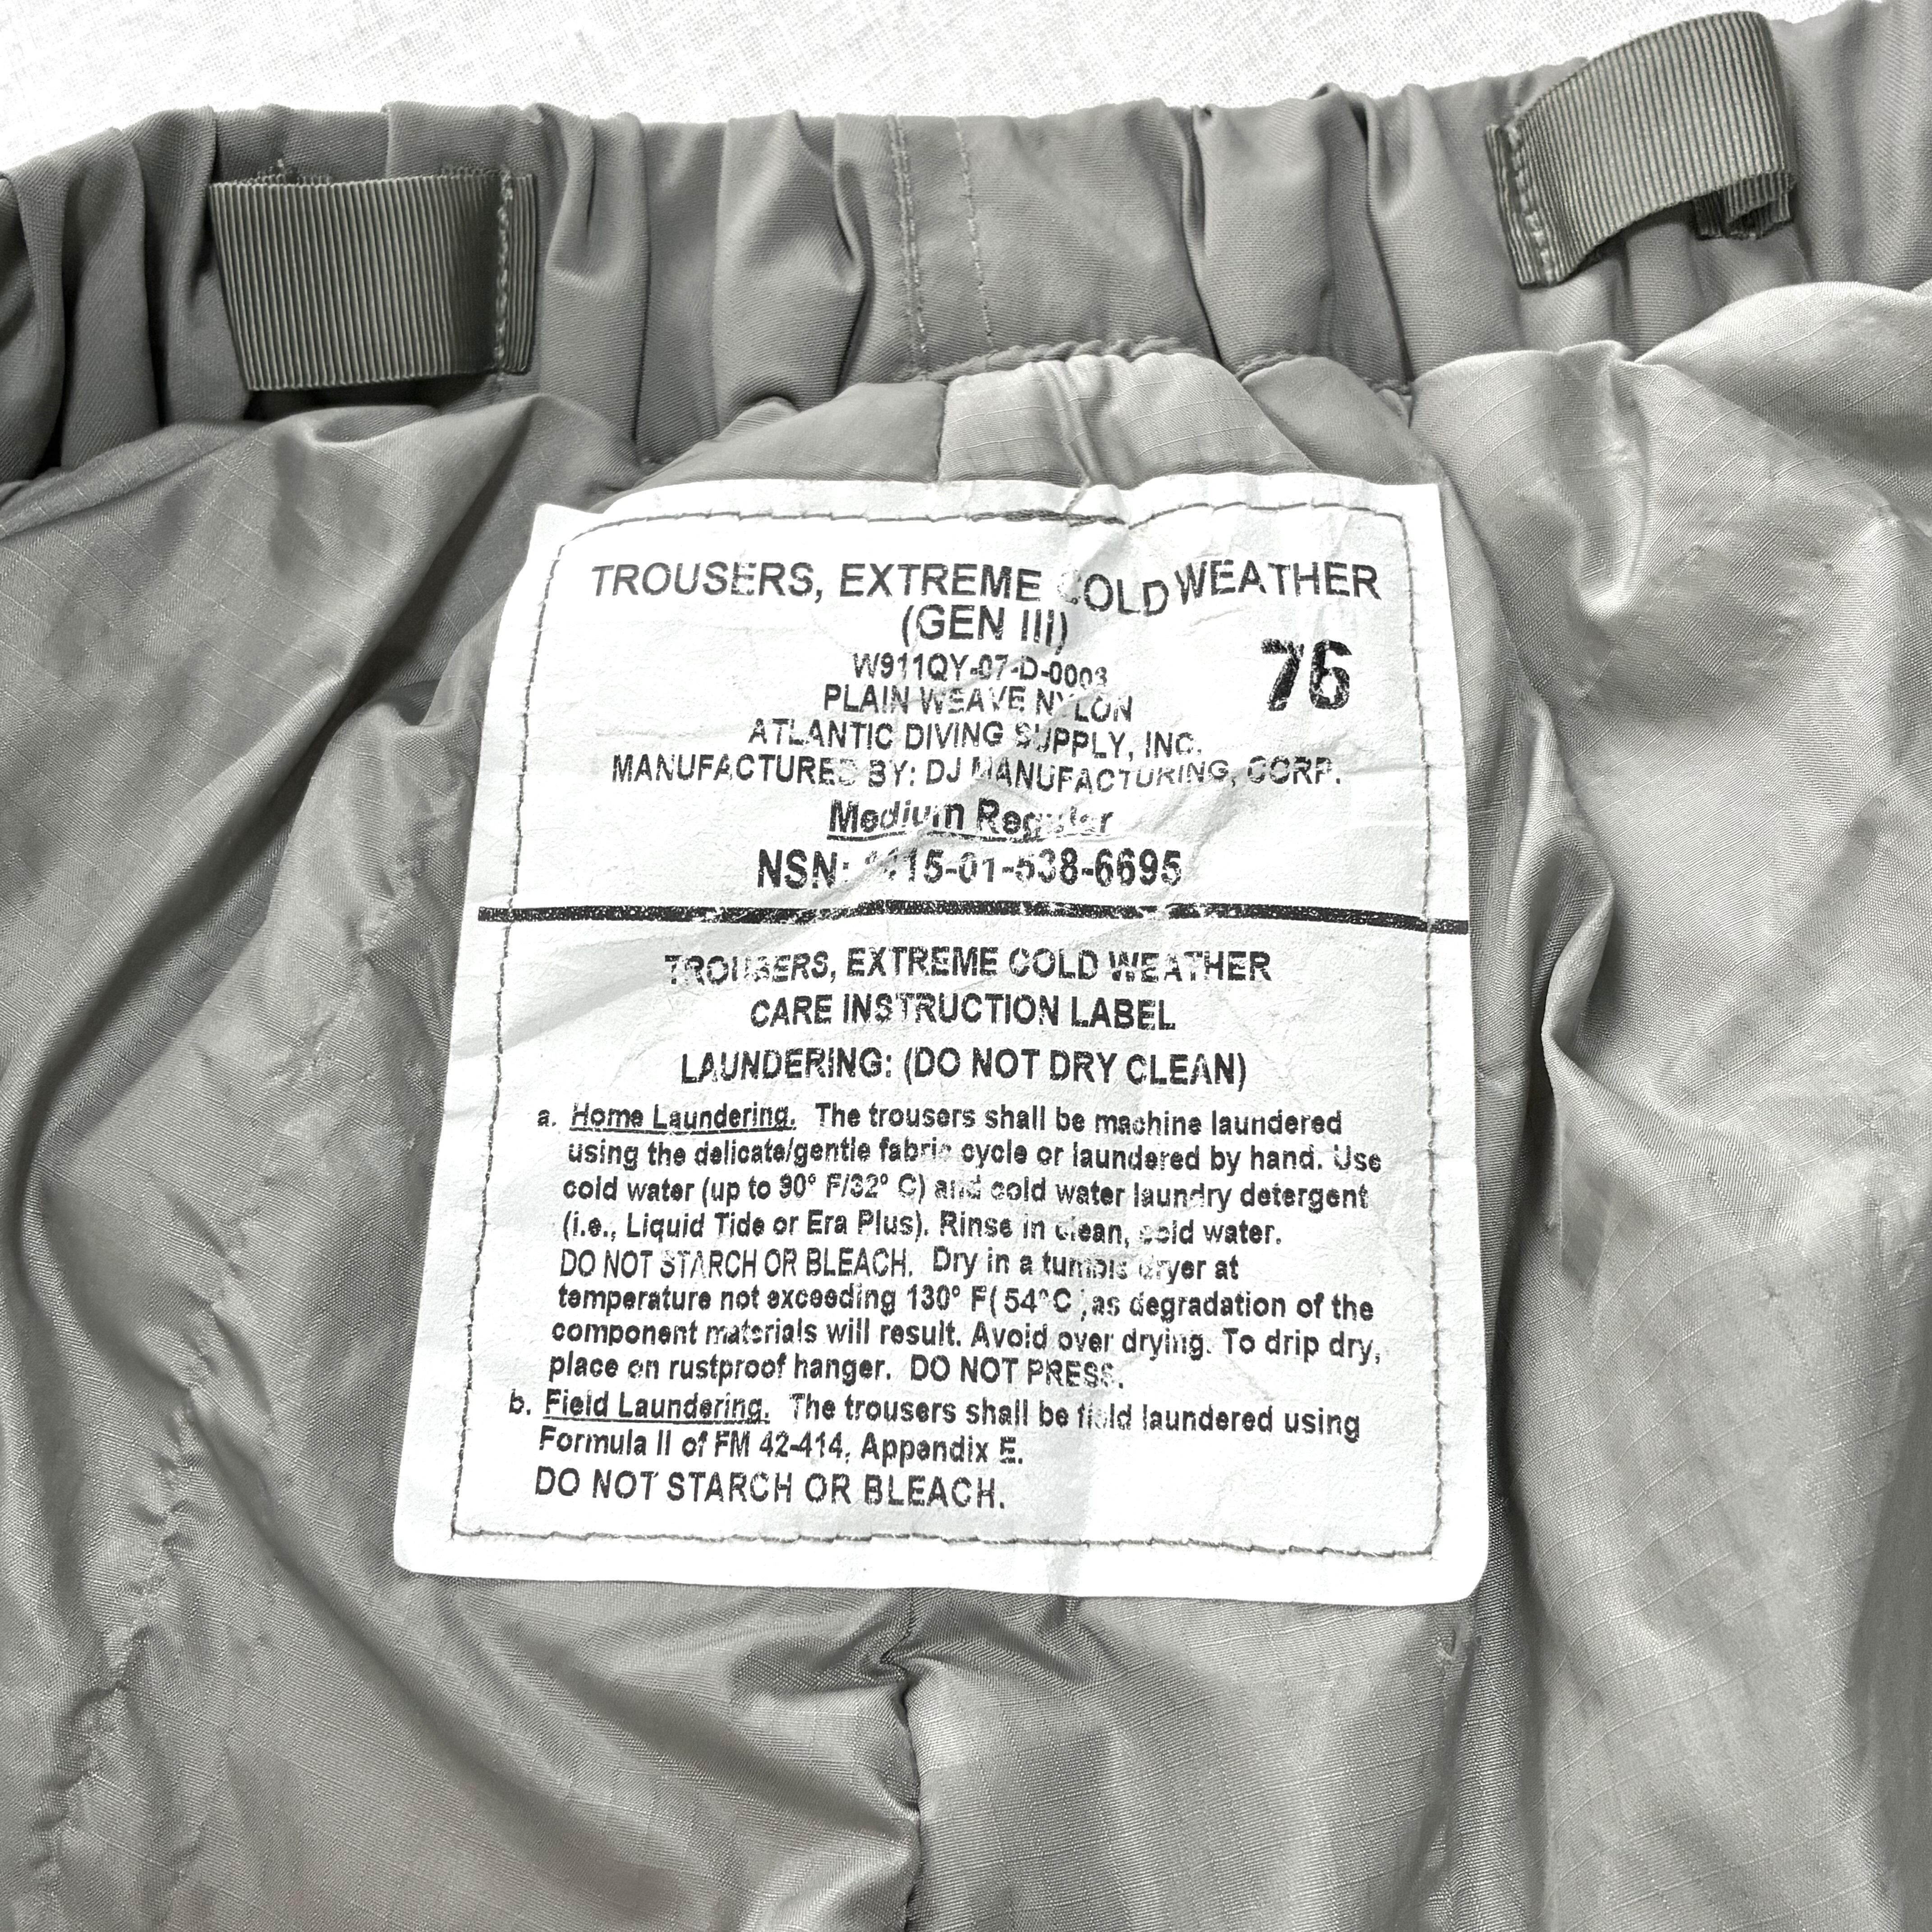 TROUSERS, EXTREME COLD WEATHER
(GEN III)
76
W911QY-07-D-0003
PLAIN WEAVE NYLON
ATLANTIC DIVING SUPPLY, INC.
MANUFACTURED BY: DJ MANUFACTURING, CORP.
Medium Regular
NSN: 8415-01-538-6695
TROUSERS, EXTREME COLD WEATHER
CARE INSTRUCTION LABEL
LAUNDERING: (DO NOT DRY CLEAN)
a. Home Laundering. The trousers shall be machine laundered
using the delicate/gentle fabric cycle or laundered by hand. Use
cold water (up to 90° F/32° C) and cold water laundry detergent
(i.e., Liquid Tide or Era Plus). Rinse in clean, cold water.
DO NOT STARCH OR BLEACH. Dry in a tumble dryer at
temperature not exceeding 130° F( 54°C ,as degradation of the
component materials will result. Avoid over drying. To drip dry,
place on rustproof hanger. DO NOT PRESS.
b. Field Laundering. The trousers shall be field laundered using
Formula II of FM 42-414, Appendix E.
DO NOT STARCH OR BLEACH.